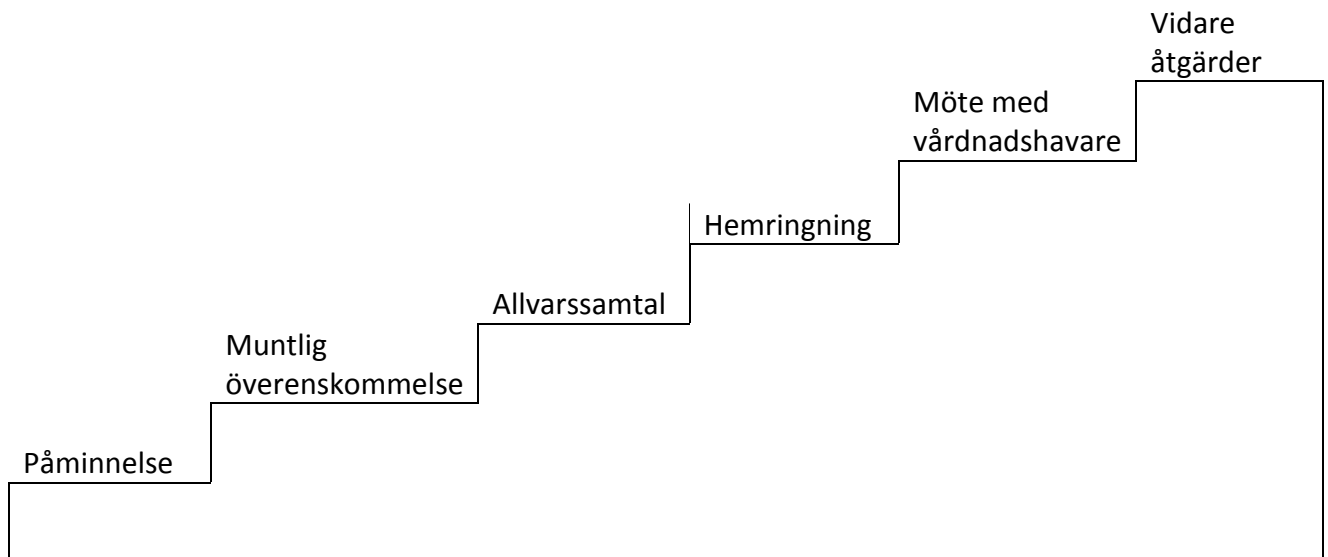 Vidare
åtgärder
Möte med
vårdnadshavare
Hemringning
Allvarssamtal
Muntlig
överenskommelse
Påminnelse